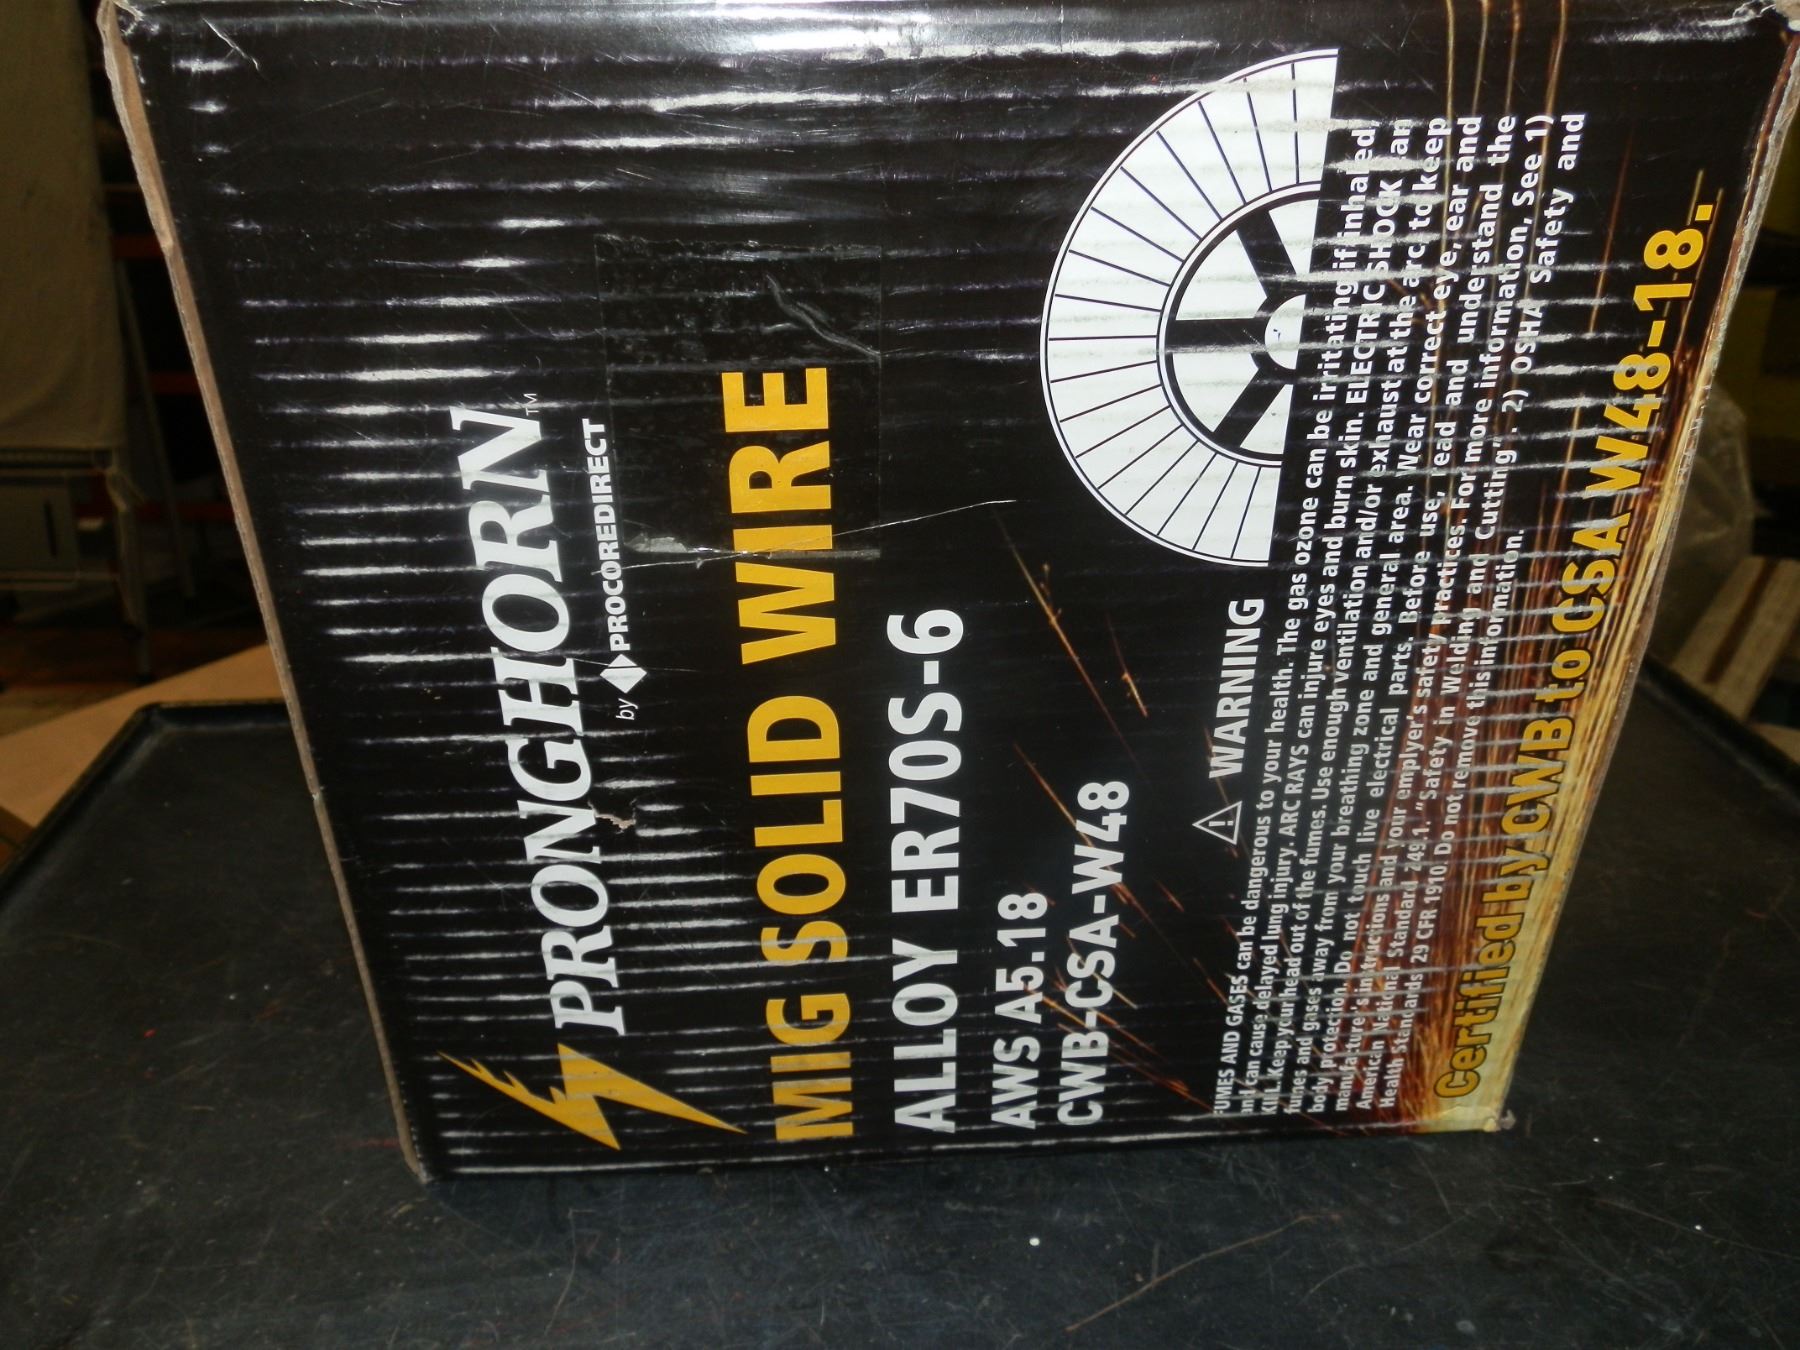 PRONGHORN™
by PROCOREDIRECT
MIG SOLID WIRE
ALLOY ER70S-6
AWS A5.18
CWB-CSA-W48
⚠ WARNING
FUMES AND GASES can be dangerous to your health. The gas ozone can be irritating if inhaled,
and can cause delayed lung injury. ARC RAYS can injure eyes and burn skin. ELECTRIC SHOCK can
Kill. Keep your head out of the fumes. Use enough ventilation and/or exhaust at the arc to keep
fumes and gases away from your breathing zone and general area. Wear correct eye, ear and
body protection. Do not touch live electrical parts. Before use, read and understand the
manufacture's instructions and your emplyer's safety practices. For more information, See 1)
American National Standard Z49.1. "Safety in Welding and Cutting". 2) OSHA Safety and
Health Standards 29 CFR 1910 Do not remove this information.
Certified by CWB to CSA W48-18.